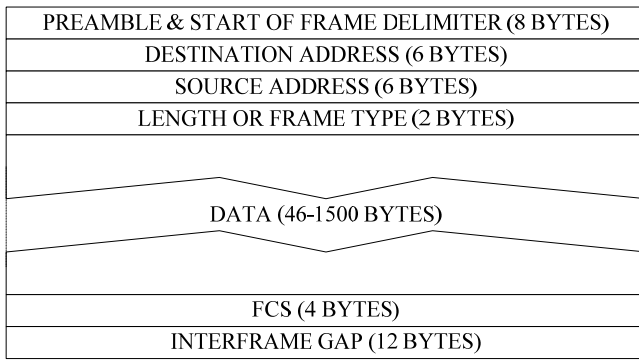 PREAMBLE & START OF FRAME DELIMITER (8 BYTES)
DESTINATION ADDRESS (6 BYTES)
SOURCE ADDRESS (6 BYTES)
LENGTH OR FRAME TYPE (2 BYTES)
DATA (46-1500 BYTES)
FCS (4 BYTES)
INTERFRAME GAP (12 BYTES)